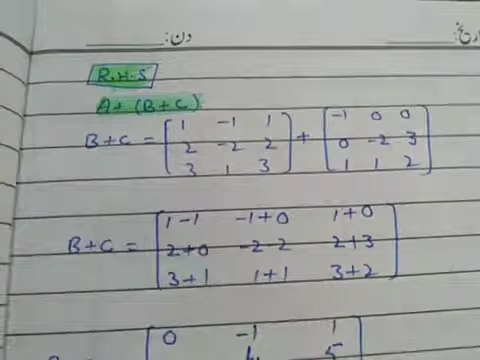 دن: تاریخ:
R.H.S
A+(B+C)
B+C = [1 -1 1] + [-1 0 0]
[2 -2 2] [0 -2 3]
[3 1 3] [1 1 2]
B+C = [1-1 -1+0 1+0]
[2+0 -2-2 2+3]
[3+1 1+1 3+2]
[0 -1 1]
5